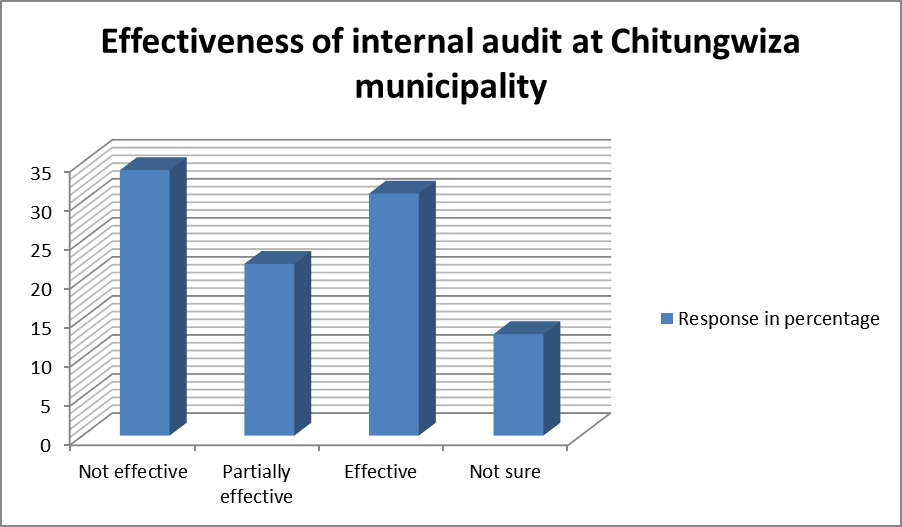 Effectiveness of internal audit at Chitungwiza
municipality
35
30
25
20
15
10
5
0
Not effective
Partially
effective
Effective
Not sure
Response in percentage